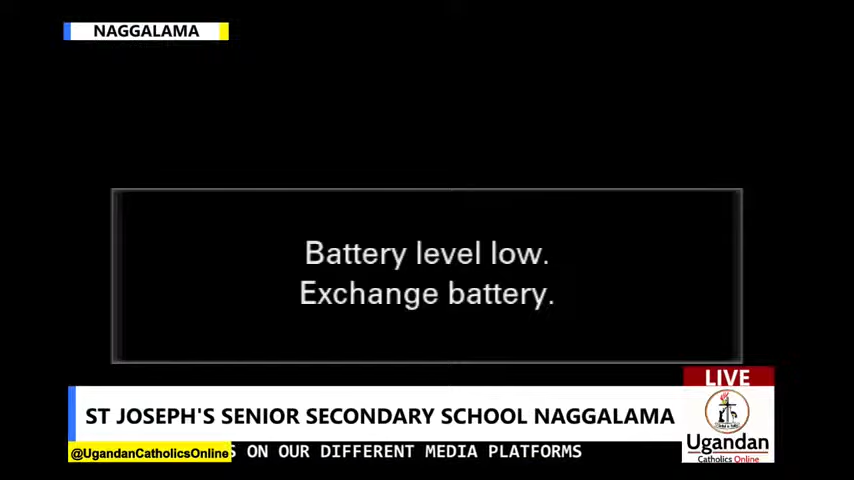 NAGGALAMA
Battery level low.
Exchange battery.
LIVE
ST JOSEPH'S SENIOR SECONDARY SCHOOL NAGGALAMA
Ugandan
Catholics Online
@UgandanCatholicsOnline
ON OUR DIFFERENT MEDIA PLATFORMS